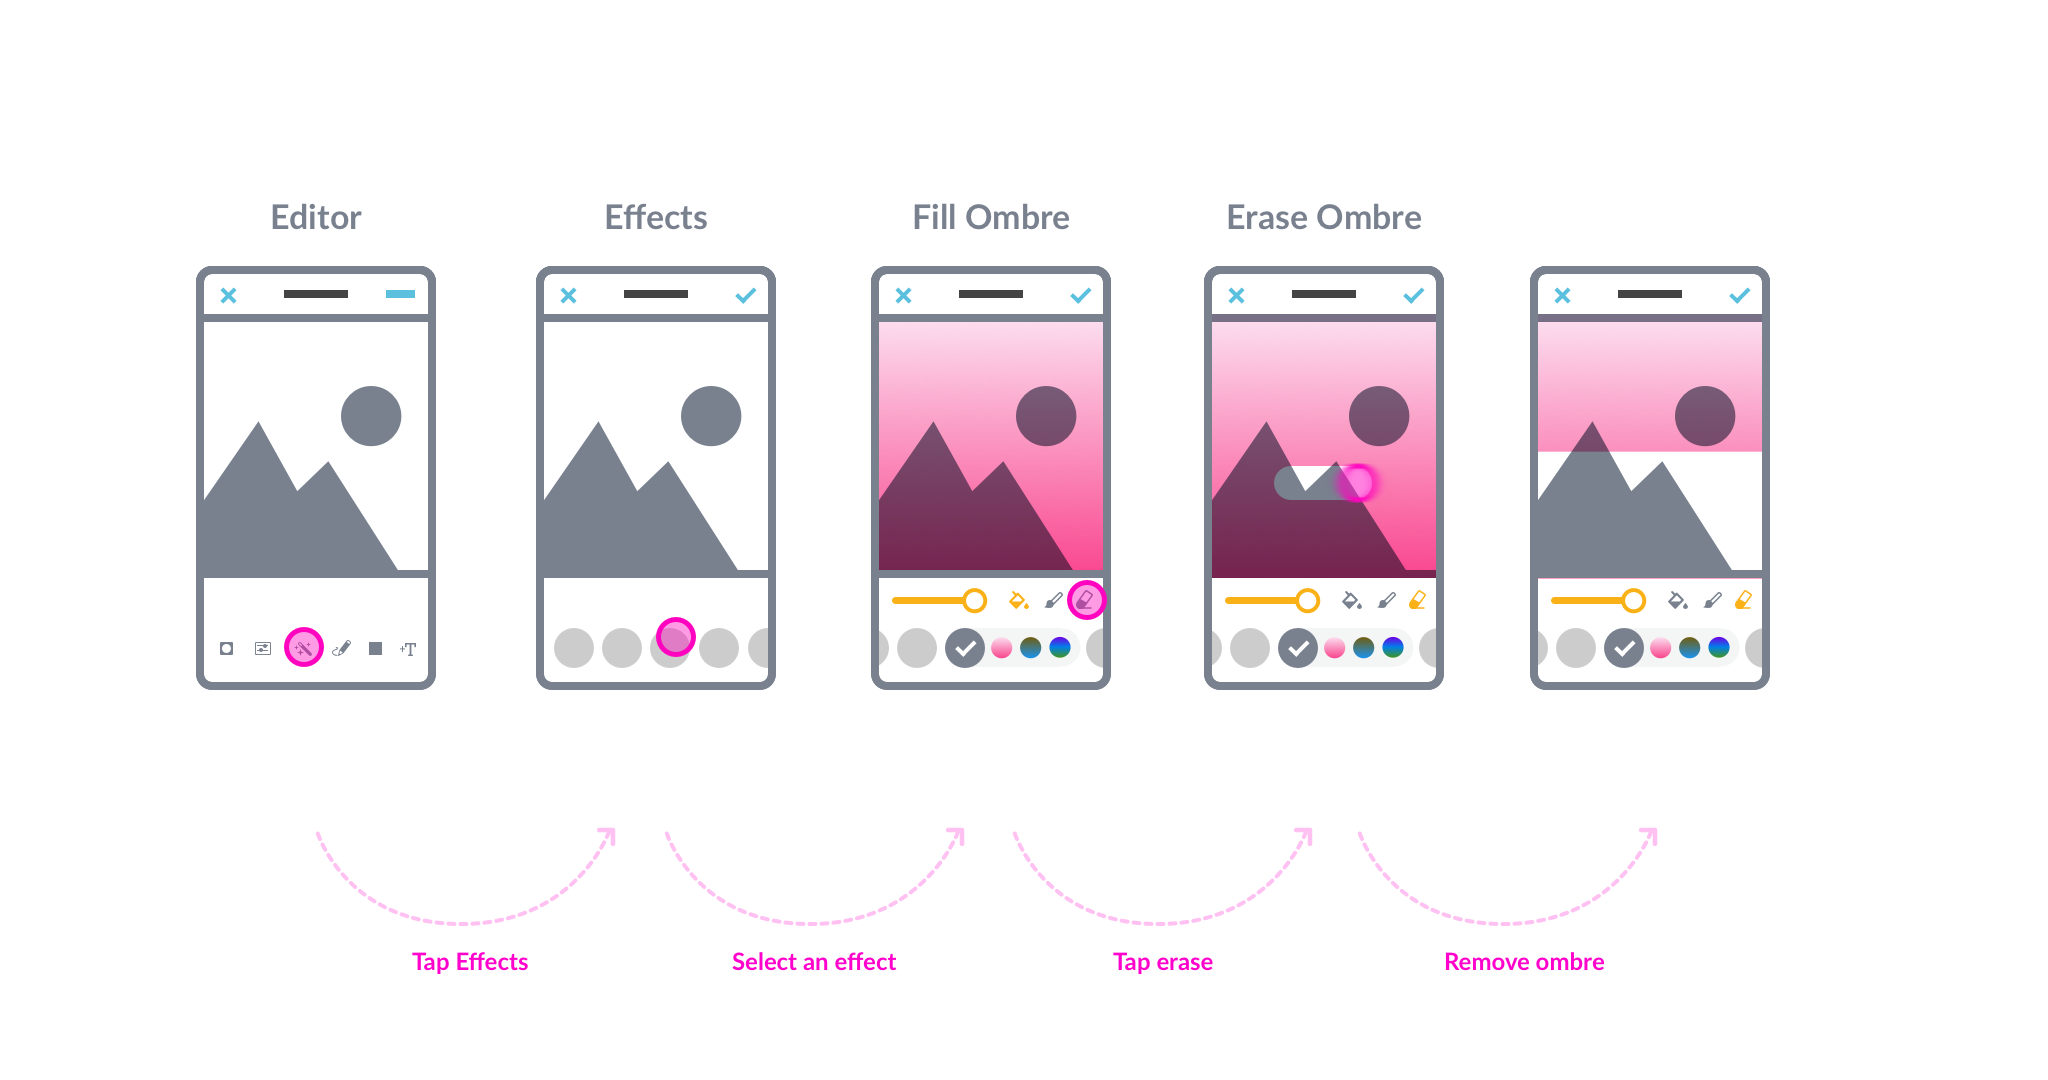 Editor
Effects
Fill Ombre
Erase Ombre
+T
Tap Effects
Select an effect
Tap erase
Remove ombre